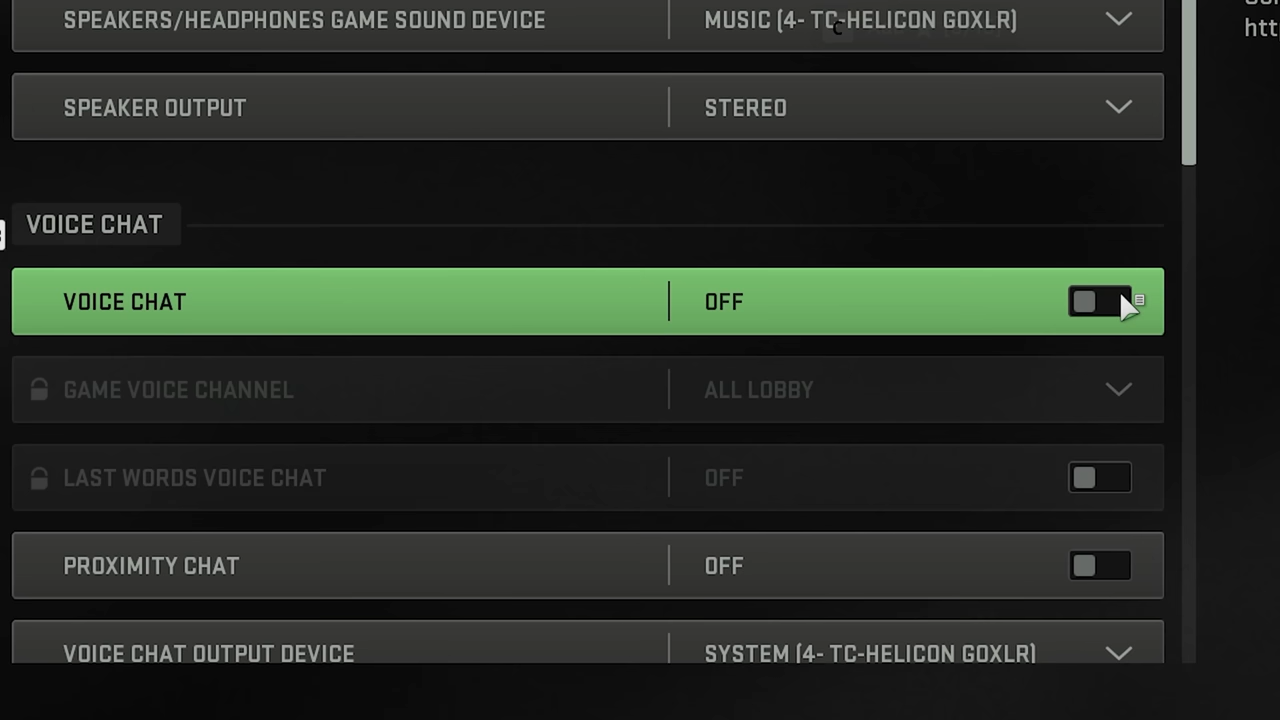 SPEAKERS/HEADPHONES GAME SOUND DEVICE
MUSIC (4- TC-HELICON GOXLR)
htt
SPEAKER OUTPUT
STEREO
VOICE CHAT
VOICE CHAT
OFF
GAME VOICE CHANNEL
ALL LOBBY
LAST WORDS VOICE CHAT
OFF
PROXIMITY CHAT
OFF
VOICE CHAT OUTPUT DEVICE
SYSTEM (4- TC-HELICON GOXLR)